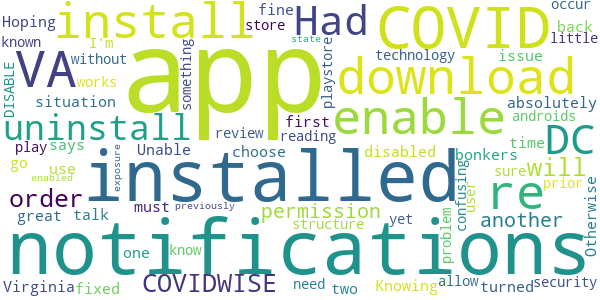 install Had COVID occur
Hoping store fine back
known I'm state playstore technology little
VA app something download issue
DISABLE without
situation works absolutely
uninstall review first enable androids DC
reading
play says Unable choose disabled time bonkers
go use installed re will
exposure sure
enabled user prior
order must previously permission confusing another
great talk structure yet Otherwise
one know problem
notifications
Virginia fixed COVIDWISE need two Knowing allow turned security